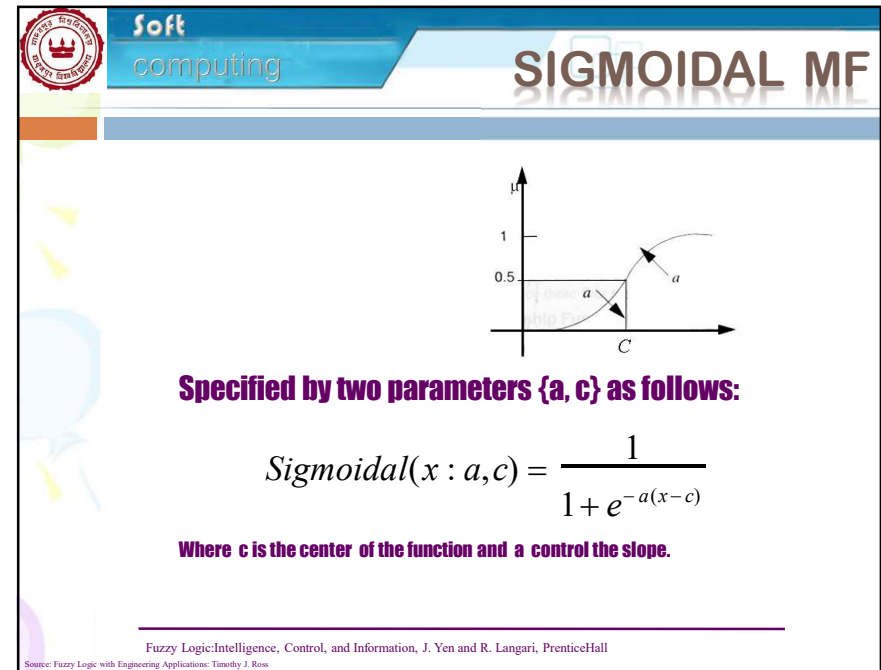 Soft
computing
SIGMOIDAL MF
μ
1
0.5
a
a
C
Specified by two parameters {a, c} as follows:
Sigmoidal(x : a,c) = 1 / (1 + e^{-a(x-c)})
Where c is the center of the function and a control the slope.
Fuzzy Logic:Intelligence, Control, and Information, J. Yen and R. Langari, PrenticeHall
Source: Fuzzy Logic with Engineering Applications: Timothy J. Ross